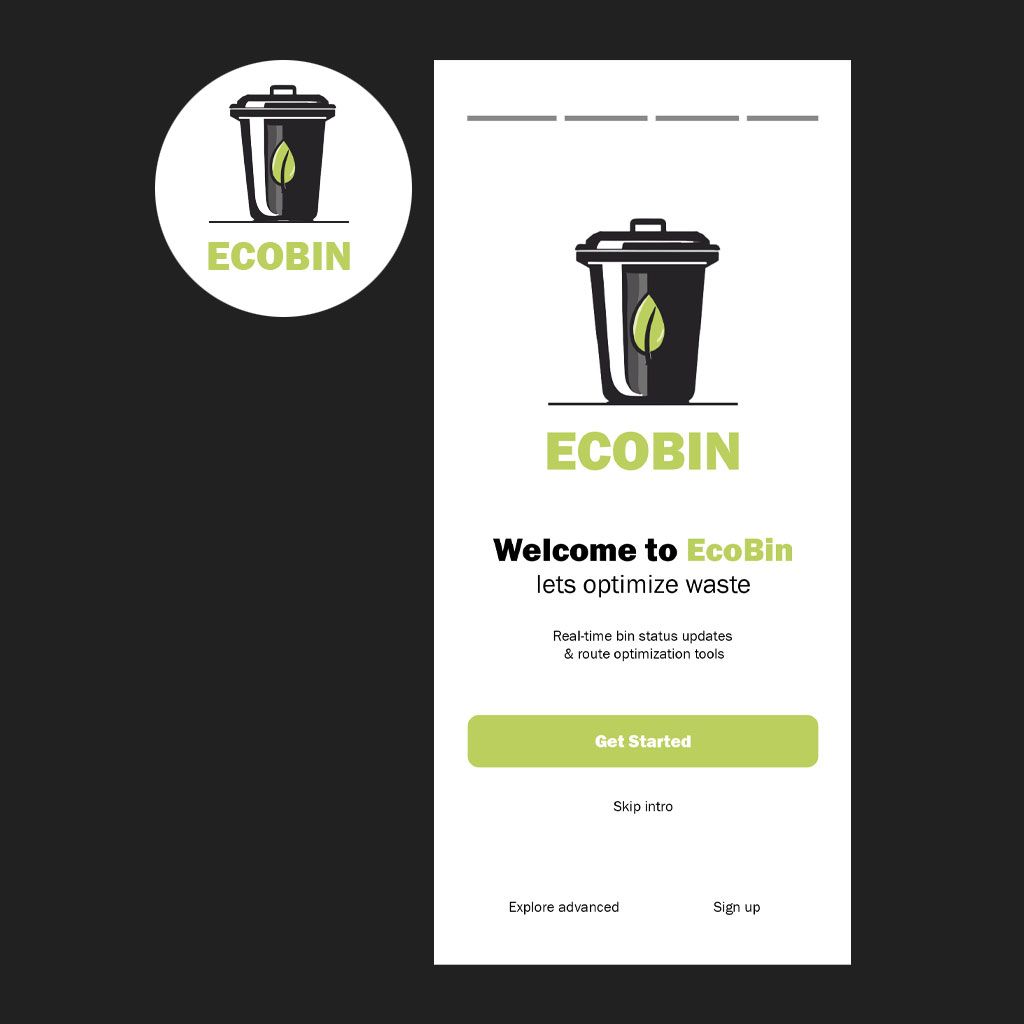 ECOBIN
ECOBIN
Welcome to EcoBin
lets optimize waste
Real-time bin status updates
& route optimization tools
Get Started
Skip intro
Explore advanced
Sign up